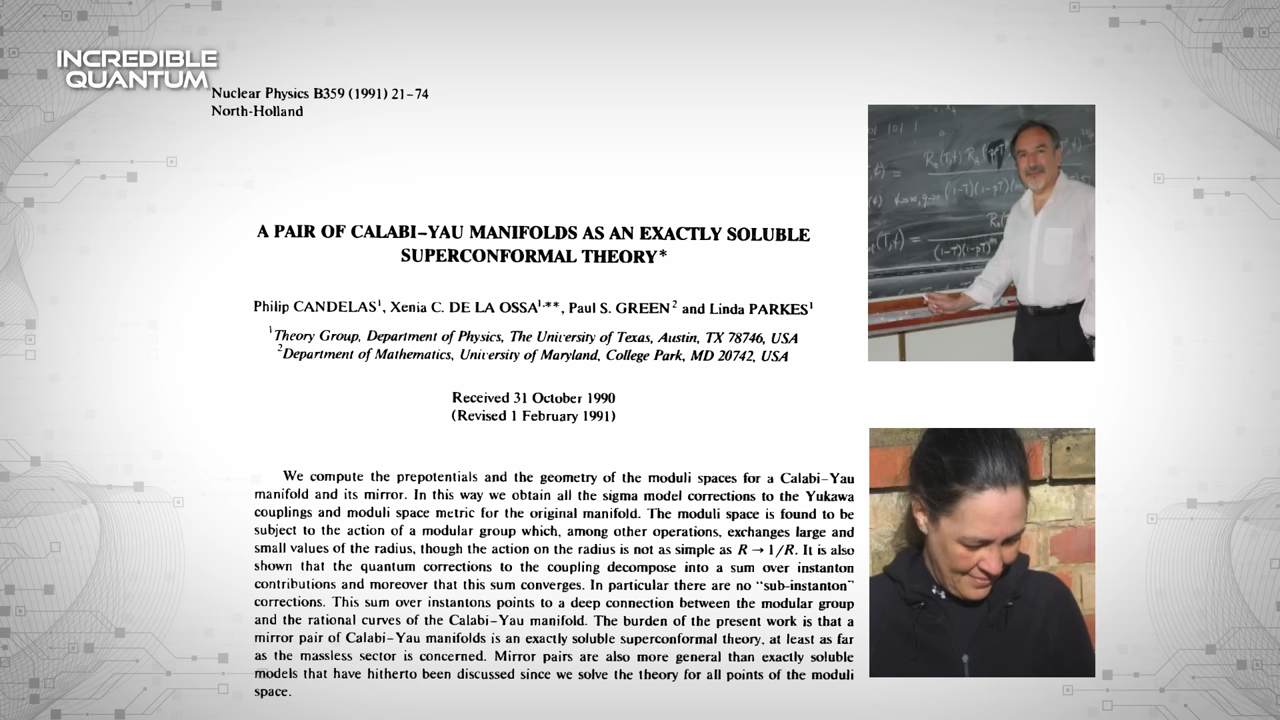 INCREDIBLE
QUANTUM
Nuclear Physics B359 (1991) 21–74
North-Holland
A PAIR OF CALABI–YAU MANIFOLDS AS AN EXACTLY SOLUBLE
SUPERCONFORMAL THEORY*
Philip CANDELAS¹, Xenia C. DE LA OSSA¹·**, Paul S. GREEN² and Linda PARKES¹
¹Theory Group, Department of Physics, The University of Texas, Austin, TX 78746, USA
²Department of Mathematics, University of Maryland, College Park, MD 20742, USA
Received 31 October 1990
(Revised 1 February 1991)
We compute the prepotentials and the geometry of the moduli spaces for a Calabi–Yau
manifold and its mirror. In this way we obtain all the sigma model corrections to the Yukawa
couplings and moduli space metric for the original manifold. The moduli space is found to be
subject to the action of a modular group which, among other operations, exchanges large and
small values of the radius, though the action on the radius is not as simple as R → 1/R. It is also
shown that the quantum corrections to the coupling decompose into a sum over instanton
contributions and moreover that this sum converges. In particular there are no “sub-instanton”
corrections. This sum over instantons points to a deep connection between the modular group
and the rational curves of the Calabi–Yau manifold. The burden of the present work is that a
mirror pair of Calabi–Yau manifolds is an exactly soluble superconformal theory, at least as far
as the massless sector is concerned. Mirror pairs are also more general than exactly soluble
models that have hitherto been discussed since we solve the theory for all points of the moduli
space.